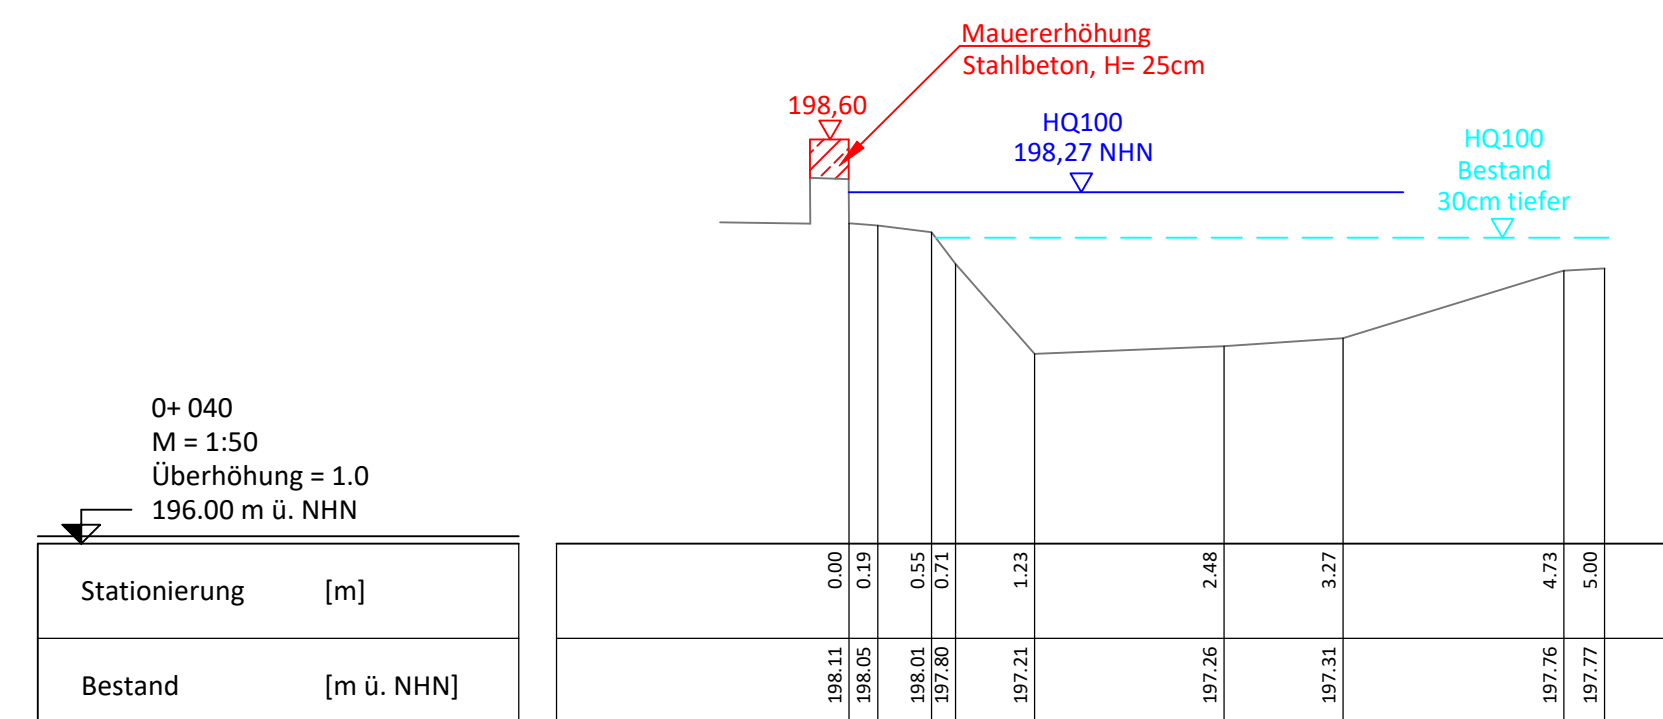 Mauererhöhung
Stahlbeton, H= 25cm
198,60
HQ100
198,27 NHN
HQ100
Bestand
30cm tiefer
0+ 040
M = 1:50
Überhöhung = 1.0
196.00 m ü. NHN
Stationierung [m] 0.00 0.19 0.55 0.71 1.23 2.48 3.27 4.73 5.00
Bestand [m ü. NHN] 198.11 198.05 198.01 197.80 197.21 197.26 197.31 197.76 197.77